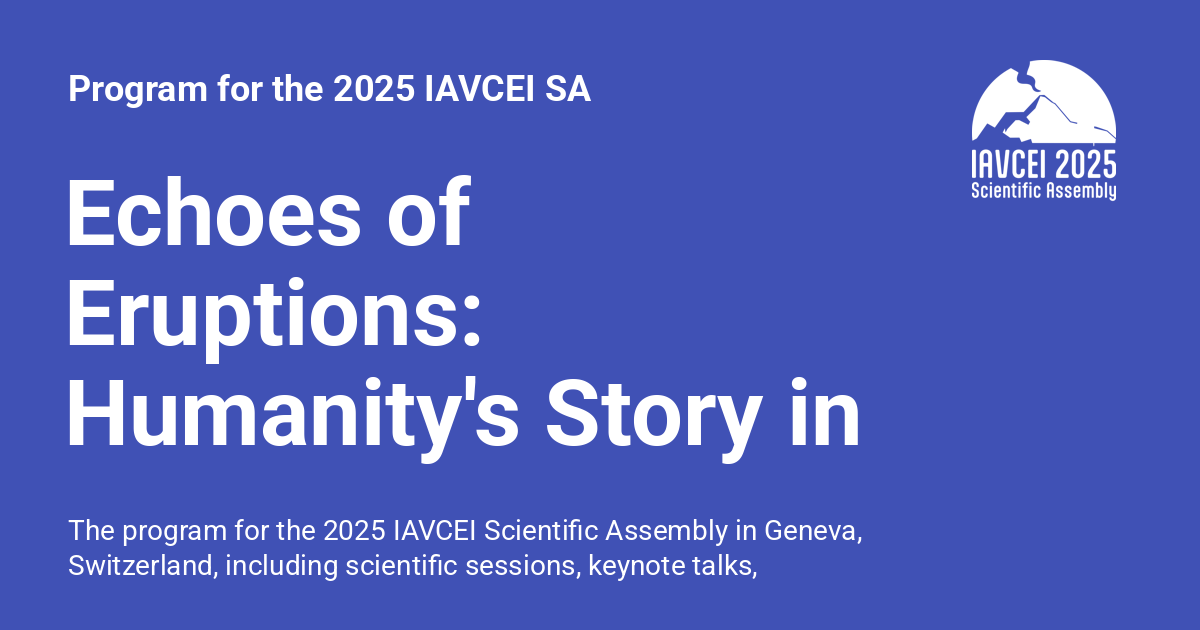 Program for the 2025 IAVCEI SA
IAVCEI 2025
Scientific Assembly
Echoes of
Eruptions:
Humanity's Story in
The program for the 2025 IAVCEI Scientific Assembly in Geneva,
Switzerland, including scientific sessions, keynote talks,